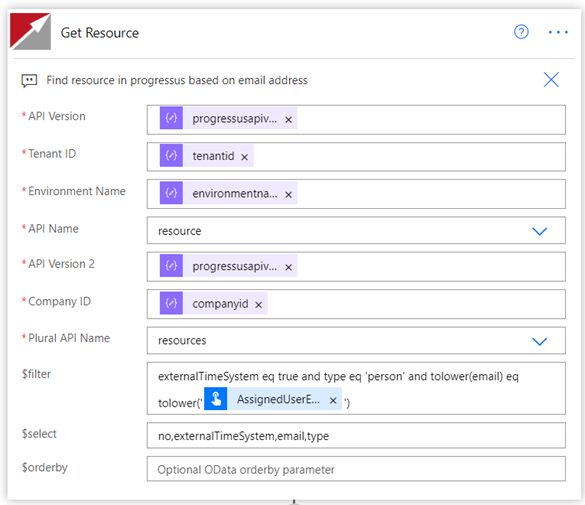 Get Resource
Find resource in progressus based on email address
* API Version
progressusapiv... ×
* Tenant ID
tenantid ×
* Environment Name
environmentna... ×
* API Name
resource
* API Version 2
progressusapiv... ×
* Company ID
companyid ×
* Plural API Name
resources
$filter
externalTimeSystem eq true and type eq 'person' and tolower(email) eq
tolower(' AssignedUserE... × ')
$select
no,externalTimeSystem,email,type
$orderby
Optional OData orderby parameter